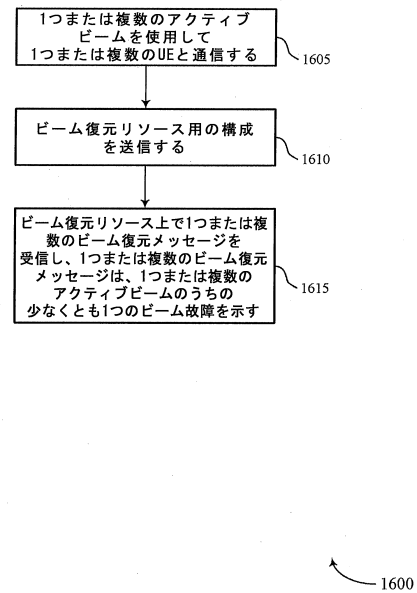 1つまたは複数のアクティブ
ビームを使用して
1つまたは複数のUEと通信する
1605
ビーム復元リソース用の構成
を送信する
1610
ビーム復元リソース上で1つまたは複
数のビーム復元メッセージを
受信し、1つまたは複数のビーム復元
メッセージは、1つまたは複数の
アクティブビームのうちの
少なくとも1つのビーム故障を示す
1615
1600